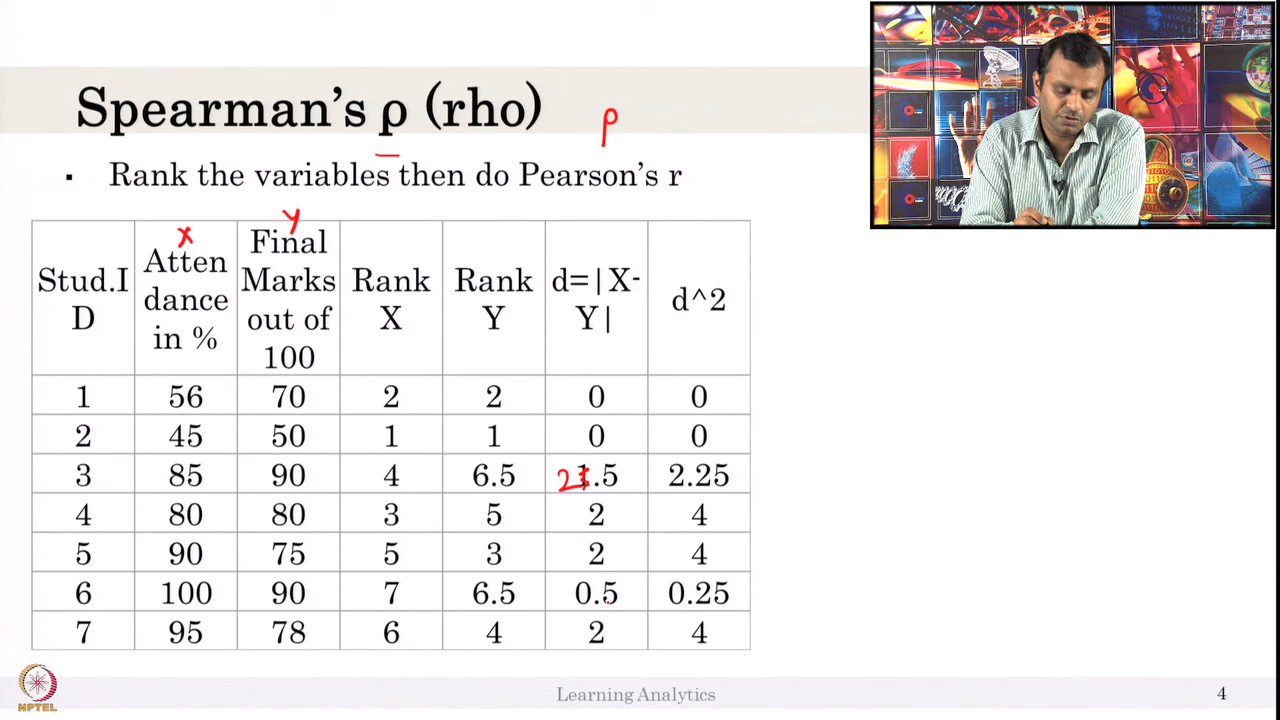 Spearman's ρ (rho) ρ
▪ Rank the variables then do Pearson's r
x y
Stud.I
D
Atten
dance
in %
Final
Marks
out of
100
Rank
X
Rank
Y
d=|X-
Y|
d^2
1 56 70 2 2 0 0
2 45 50 1 1 0 0
3 85 90 4 6.5 2 1.5 2.25
4 80 80 3 5 2 4
5 90 75 5 3 2 4
6 100 90 7 6.5 0.5 0.25
7 95 78 6 4 2 4
NPTEL
Learning Analytics
4